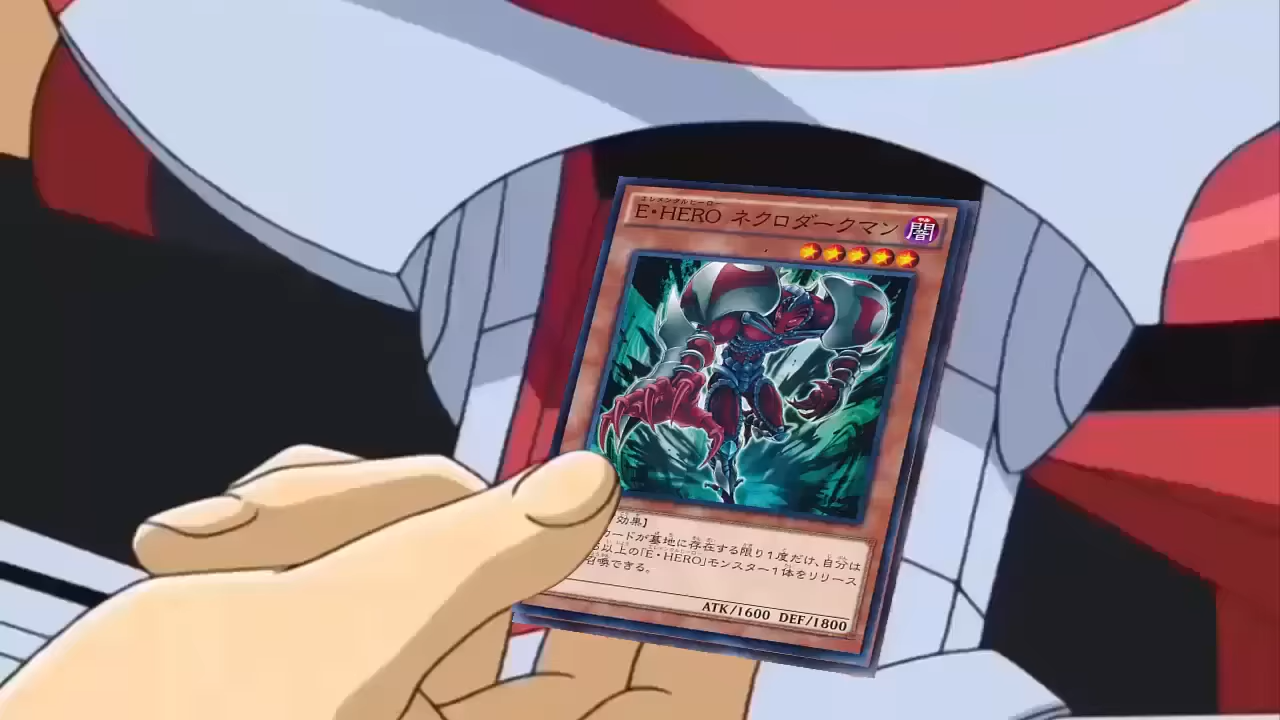 エレメンタルヒーロー
E・HERO ネクロダークマン
闇
効果】
カードが墓地に存在する限り1度だけ、自分は
る以上の「E・HERO」モンスター1体をリリース
召喚できる。
ATK/1600 DEF/1800